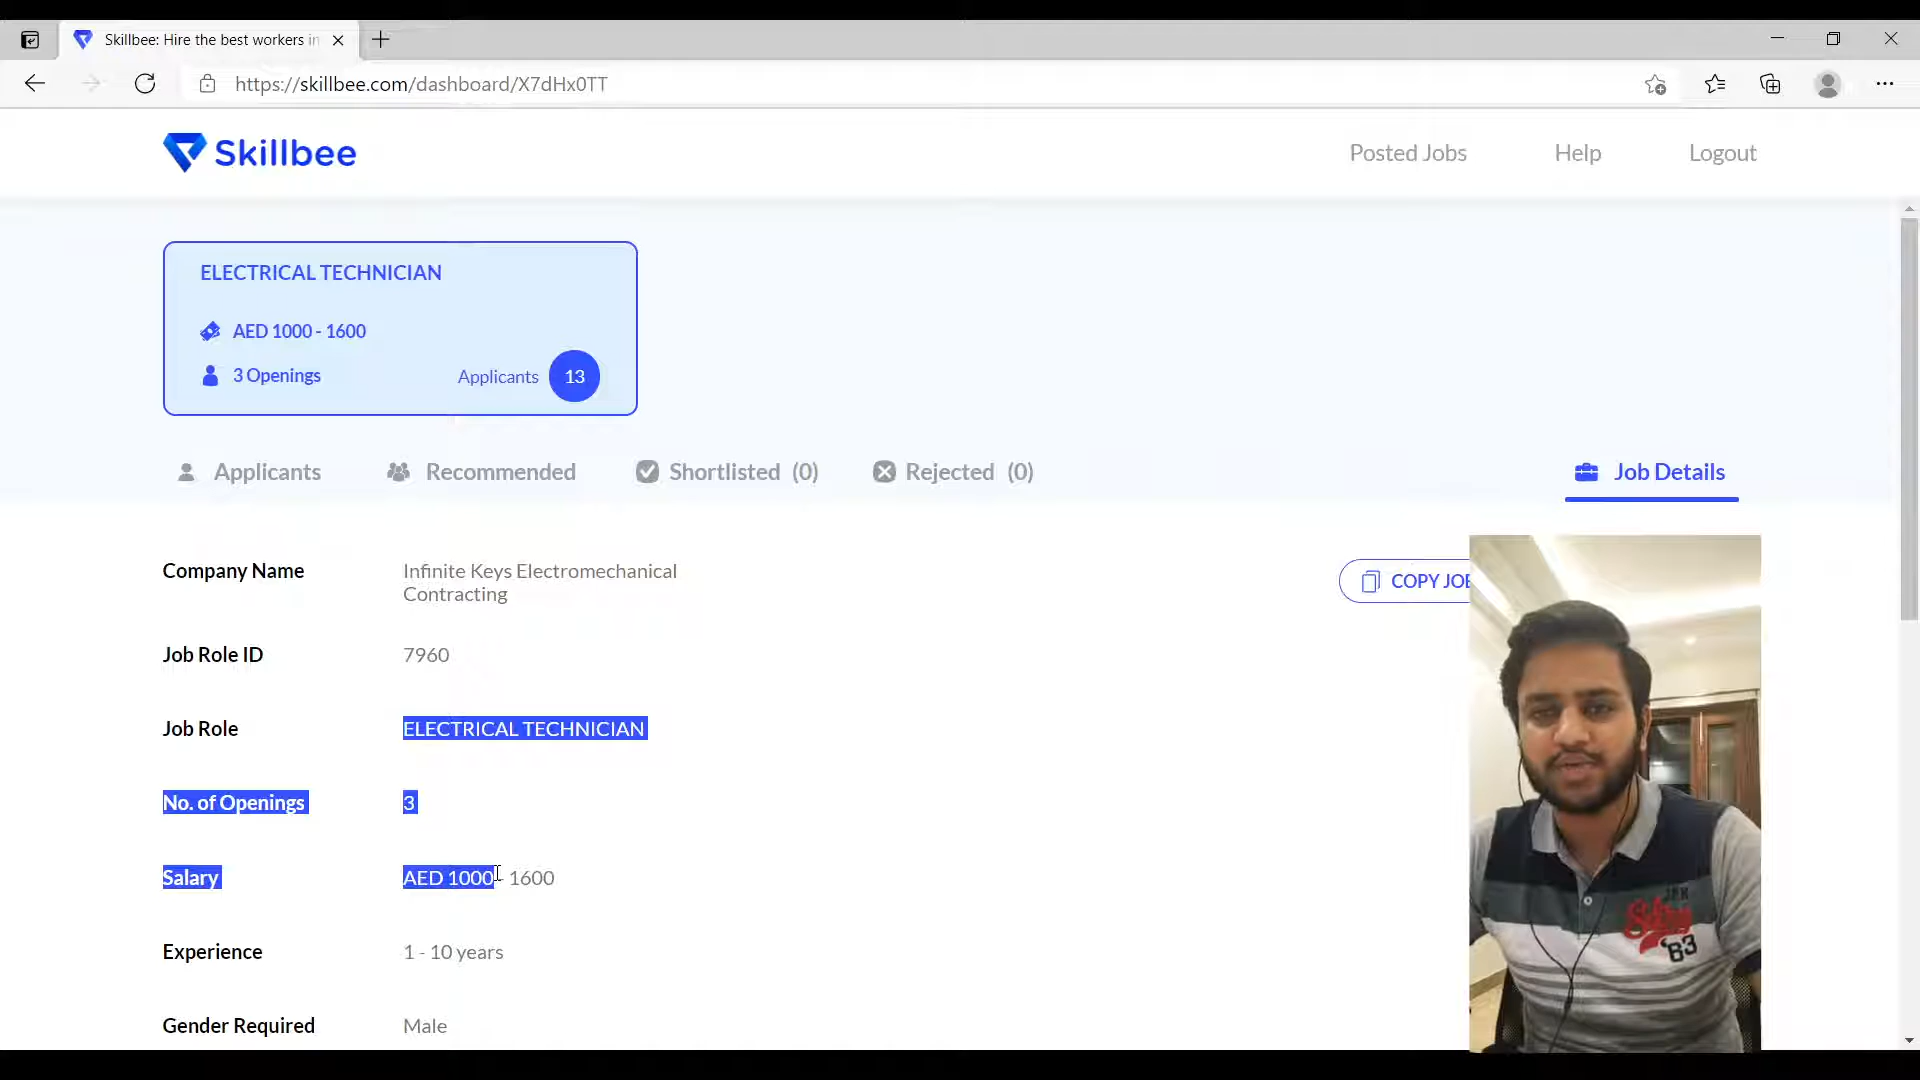 Skillbee: Hire the best workers in
https://skillbee.com/dashboard/X7dHx0TT
Skillbee
Posted Jobs
Help
Logout
ELECTRICAL TECHNICIAN
AED 1000 - 1600
3 Openings
Applicants 13
Applicants
Recommended
Shortlisted (0)
Rejected (0)
Job Details
Company Name
Infinite Keys Electromechanical
Contracting
COPY JOB
Job Role ID
7960
Job Role
ELECTRICAL TECHNICIAN
No. of Openings
3
Salary
AED 1000 - 1600
Experience
1 - 10 years
Gender Required
Male
'83